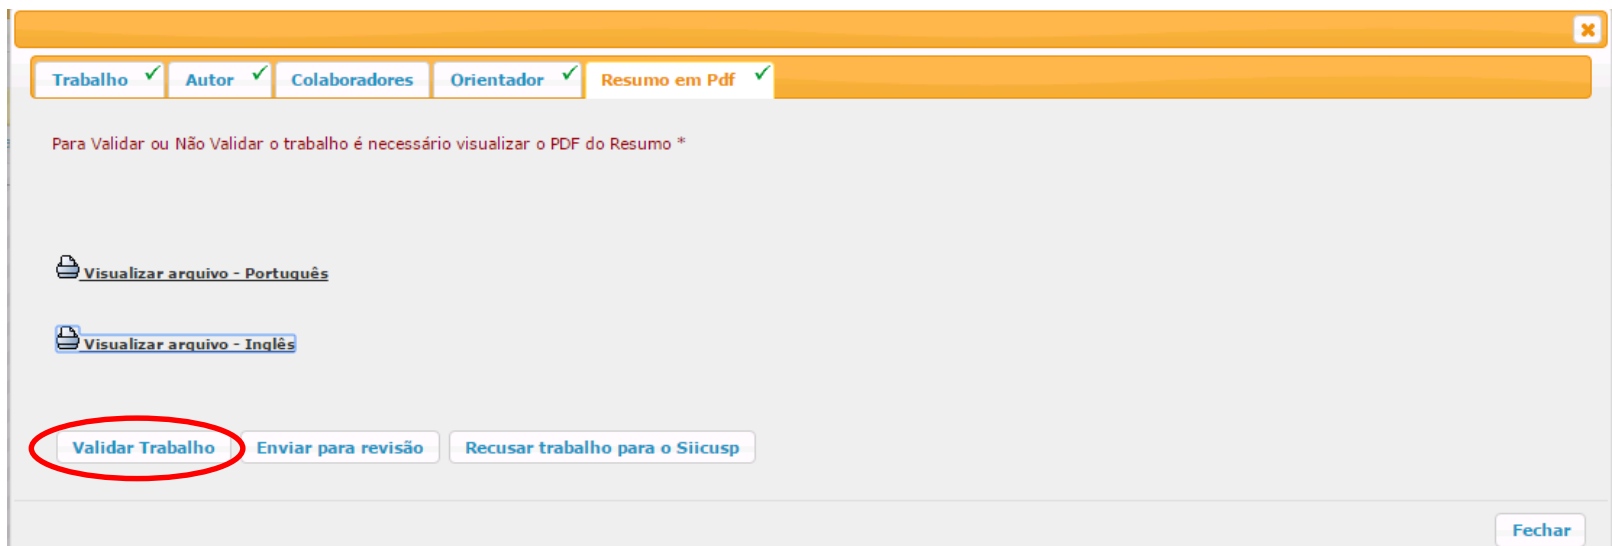 Trabalho Autor Colaboradores Orientador Resumo em Pdf
Para Validar ou Não Validar o trabalho é necessário visualizar o PDF do Resumo *
Visualizar arquivo - Português
Visualizar arquivo - Inglês
Validar Trabalho Enviar para revisão Recusar trabalho para o Siicusp
Fechar